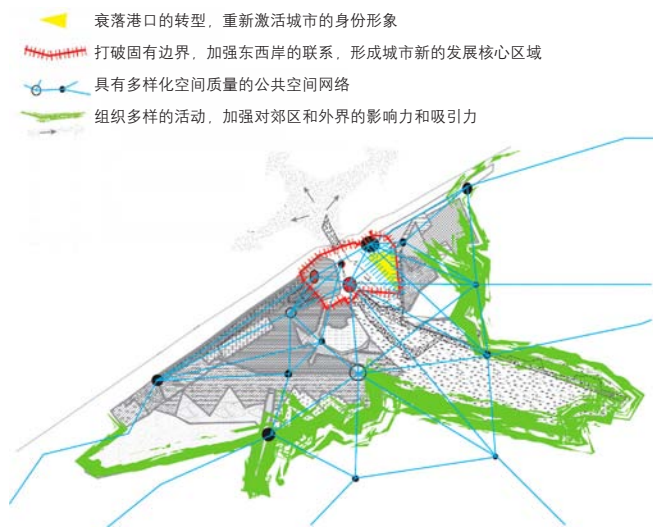 衰落港口的转型，重新激活城市的身份形象
打破固有边界，加强东西岸的联系，形成城市新的发展核心区域
具有多样化空间质量的公共空间网络
组织多样的活动，加强对郊区和外界的影响力和吸引力